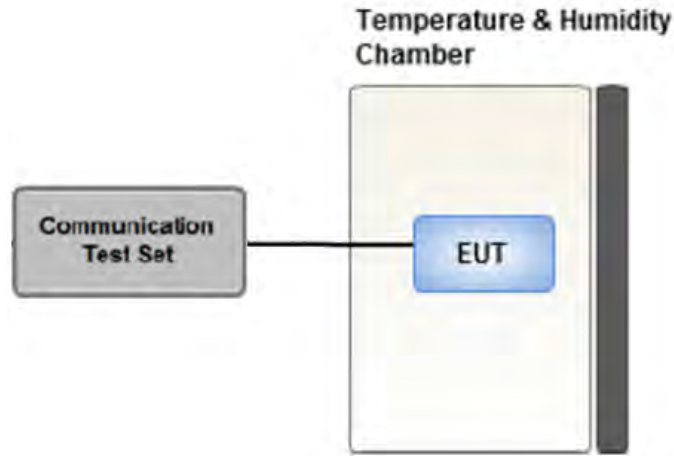 Temperature & Humidity
Chamber
Communication
Test Set
EUT